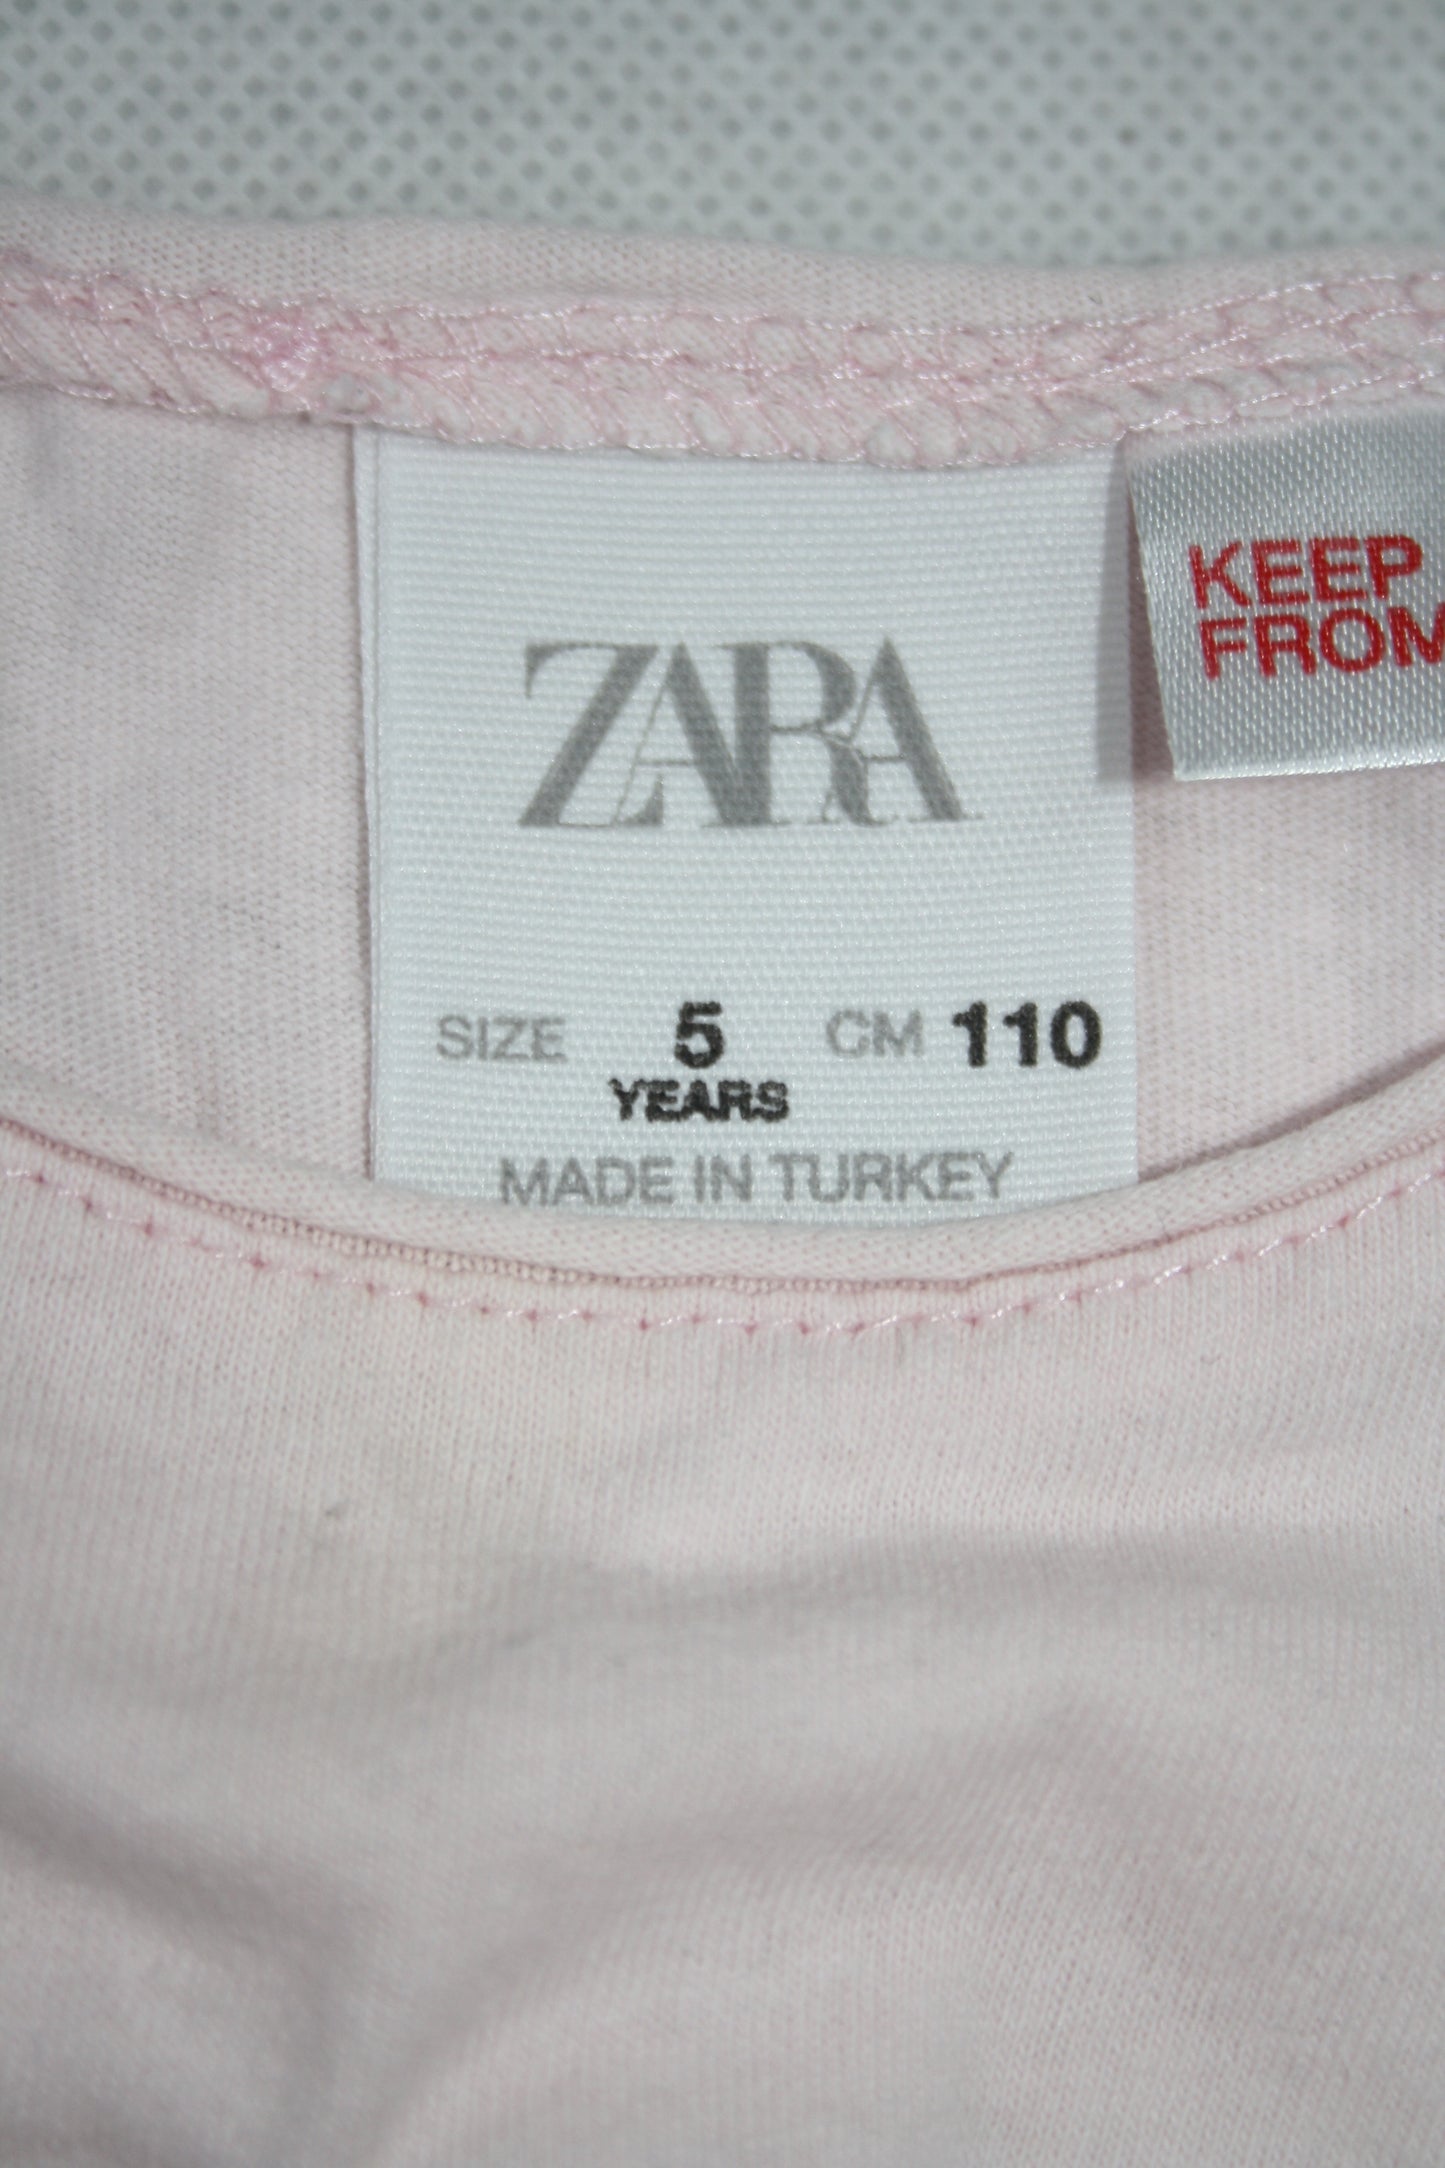 ZARA
SIZE 5 CM 110
YEARS
MADE IN TURKEY
KEEP
FROM